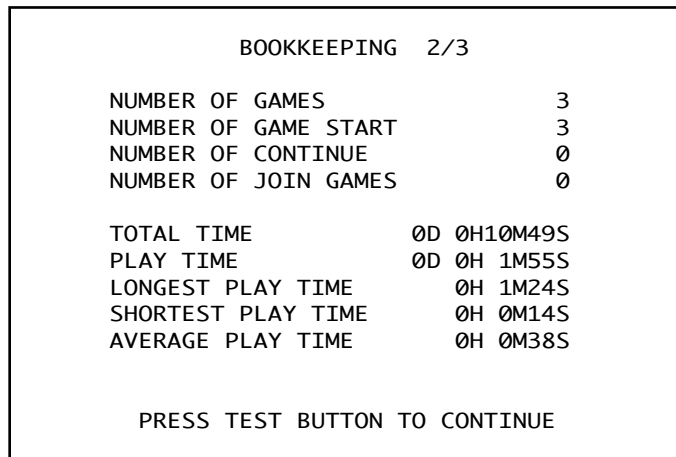 BOOKKEEPING 2/3
NUMBER OF GAMES 3
NUMBER OF GAME START 3
NUMBER OF CONTINUE 0
NUMBER OF JOIN GAMES 0
TOTAL TIME 0D 0H10M49S
PLAY TIME 0D 0H 1M55S
LONGEST PLAY TIME 0H 1M24S
SHORTEST PLAY TIME 0H 0M14S
AVERAGE PLAY TIME 0H 0M38S
PRESS TEST BUTTON TO CONTINUE